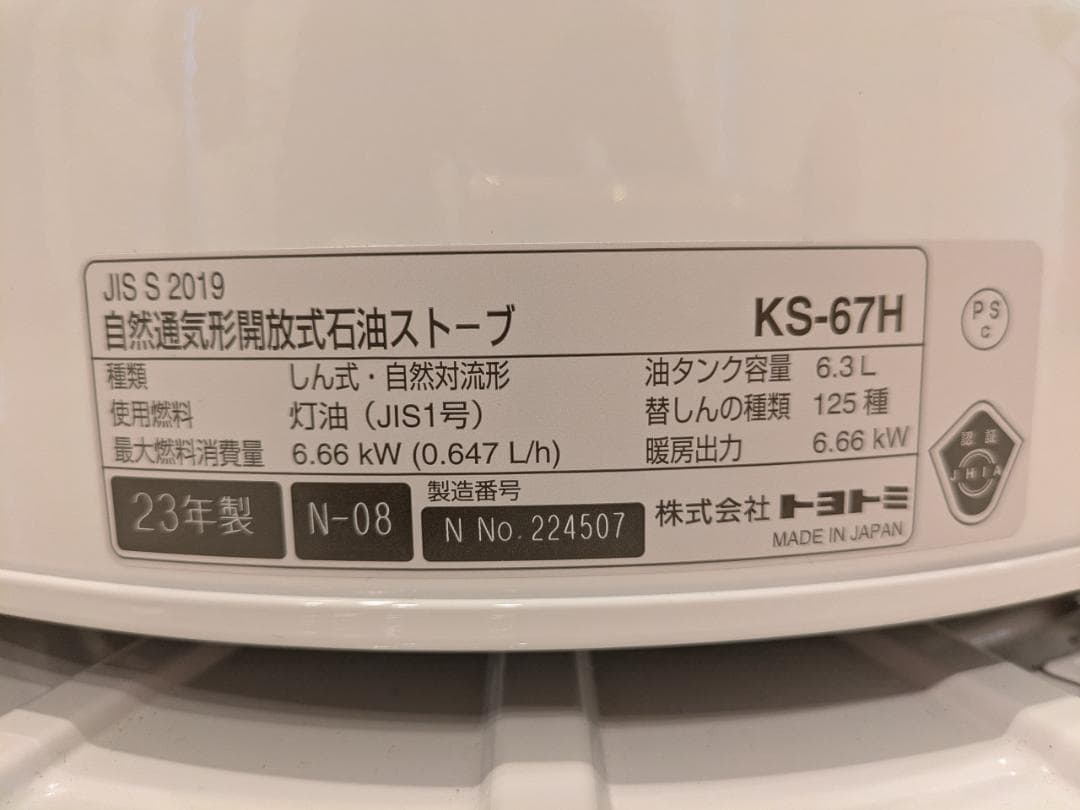 JIS S 2019
自然通気形開放式石油ストーブ KS-67H
種類 しん式・自然対流形 油タンク容量 6.3 L
使用燃料 灯油（JIS1号） 替しんの種類 125 種
最大燃料消費量 6.66 kW (0.647 L/h) 暖房出力 6.66 kW
23年製 N-08 製造番号
N No. 224507
株式会社 トヨトミ
MADE IN JAPAN
PS
C
認証
JHIA